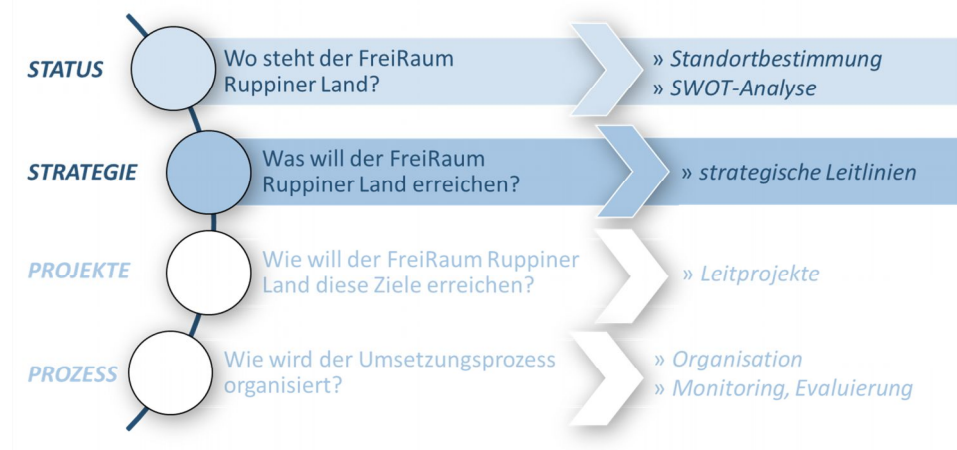 STATUS
Wo steht der FreiRaum
Ruppiner Land?
» Standortbestimmung
» SWOT-Analyse
STRATEGIE
Was will der FreiRaum
Ruppiner Land erreichen?
» strategische Leitlinien
PROJEKTE
Wie will der FreiRaum Ruppiner
Land diese Ziele erreichen?
» Leitprojekte
PROZESS
Wie wird der Umsetzungsprozess
organisiert?
» Organisation
» Monitoring, Evaluierung